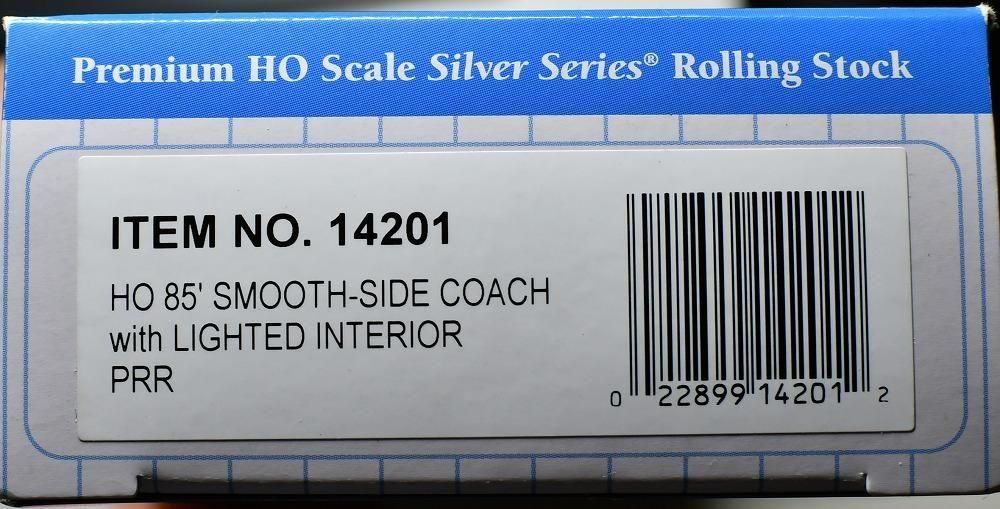 Premium HO Scale Silver Series® Rolling Stock
ITEM NO. 14201
HO 85' SMOOTH-SIDE COACH
with LIGHTED INTERIOR
PRR
0 22899 14201 2